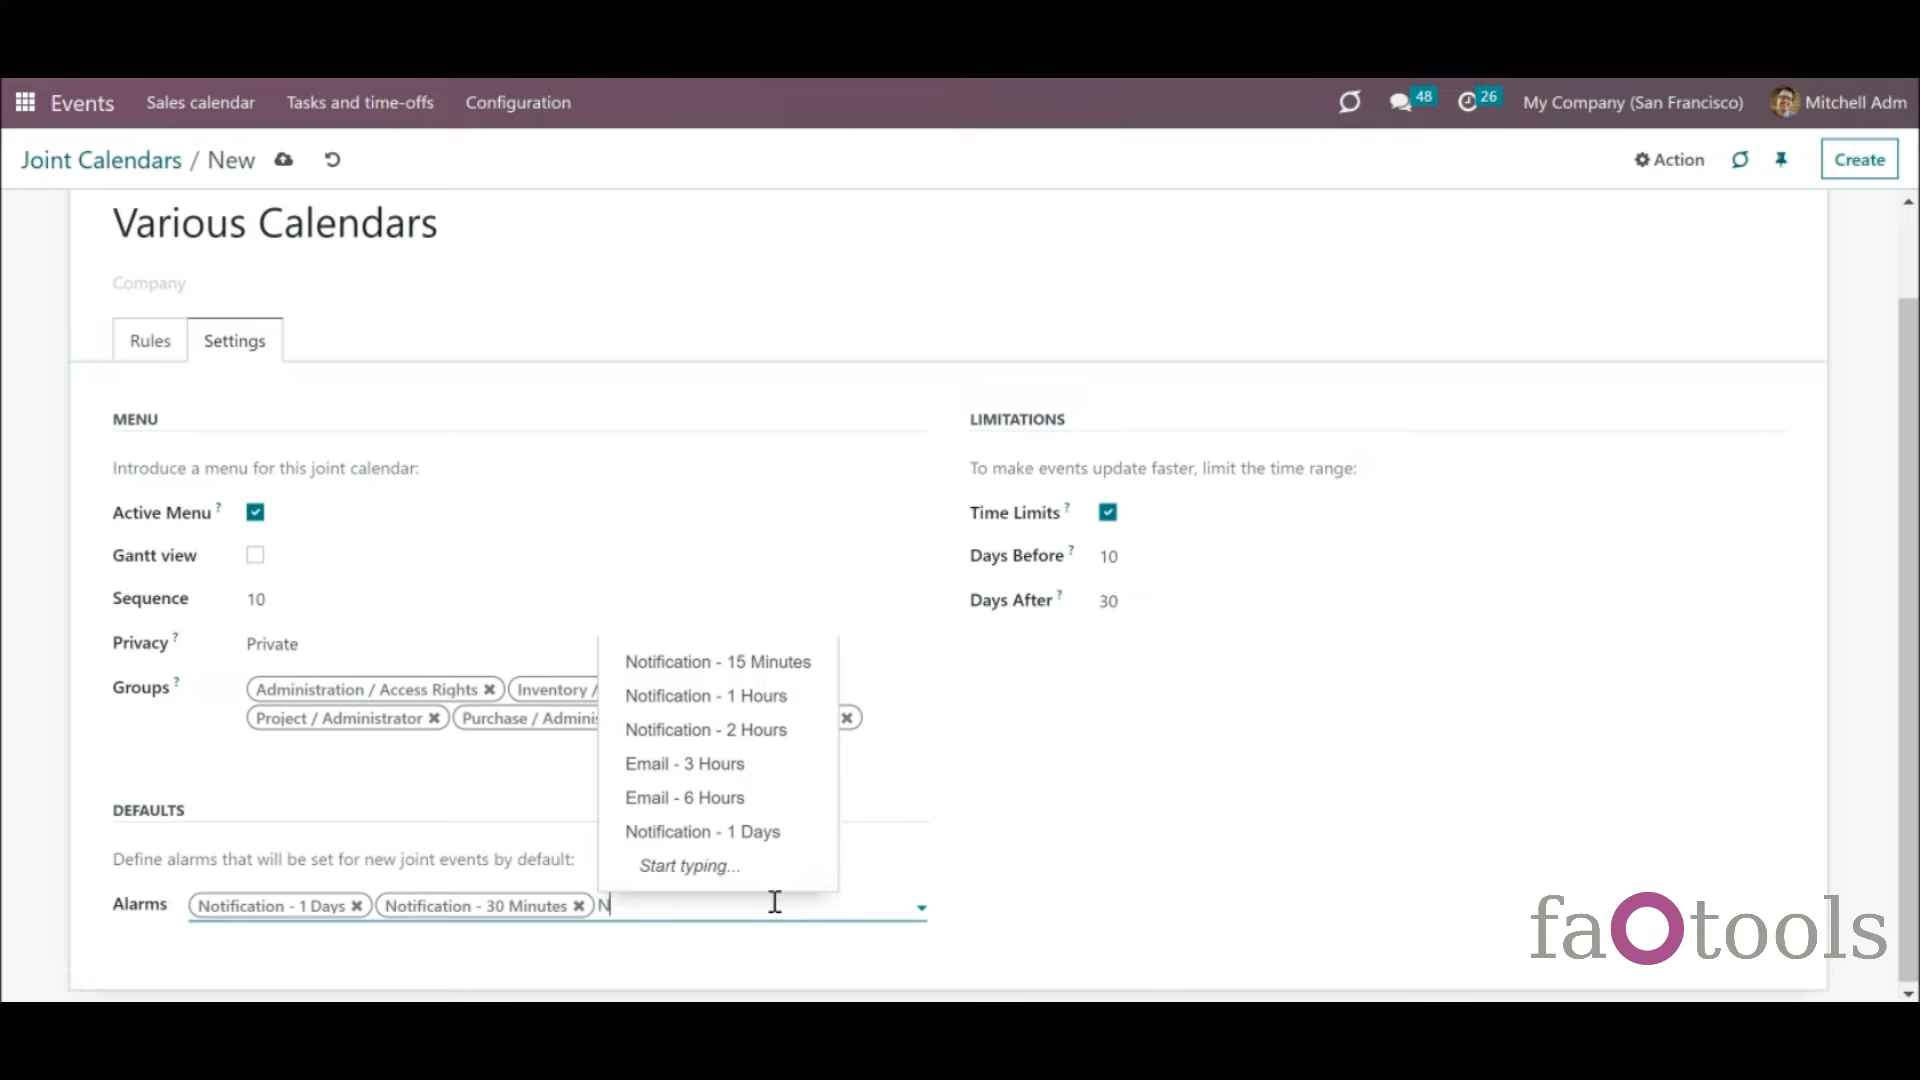 Events Sales calendar Tasks and time-offs Configuration 48 26 My Company (San Francisco) Mitchell Adm
Joint Calendars / New Action Create
Various Calendars
Company
Rules Settings
MENU
Introduce a menu for this joint calendar:
Active Menu ?
Gantt view
Sequence 10
Privacy ? Private
Groups ? Administration / Access Rights Inventory /
Project / Administrator Purchase / Adminis
LIMITATIONS
To make events update faster, limit the time range:
Time Limits ?
Days Before ? 10
Days After ? 30
Notification - 15 Minutes
Notification - 1 Hours
Notification - 2 Hours
Email - 3 Hours
Email - 6 Hours
Notification - 1 Days
Start typing...
DEFAULTS
Define alarms that will be set for new joint events by default:
Alarms Notification - 1 Days Notification - 30 Minutes N
faOtools